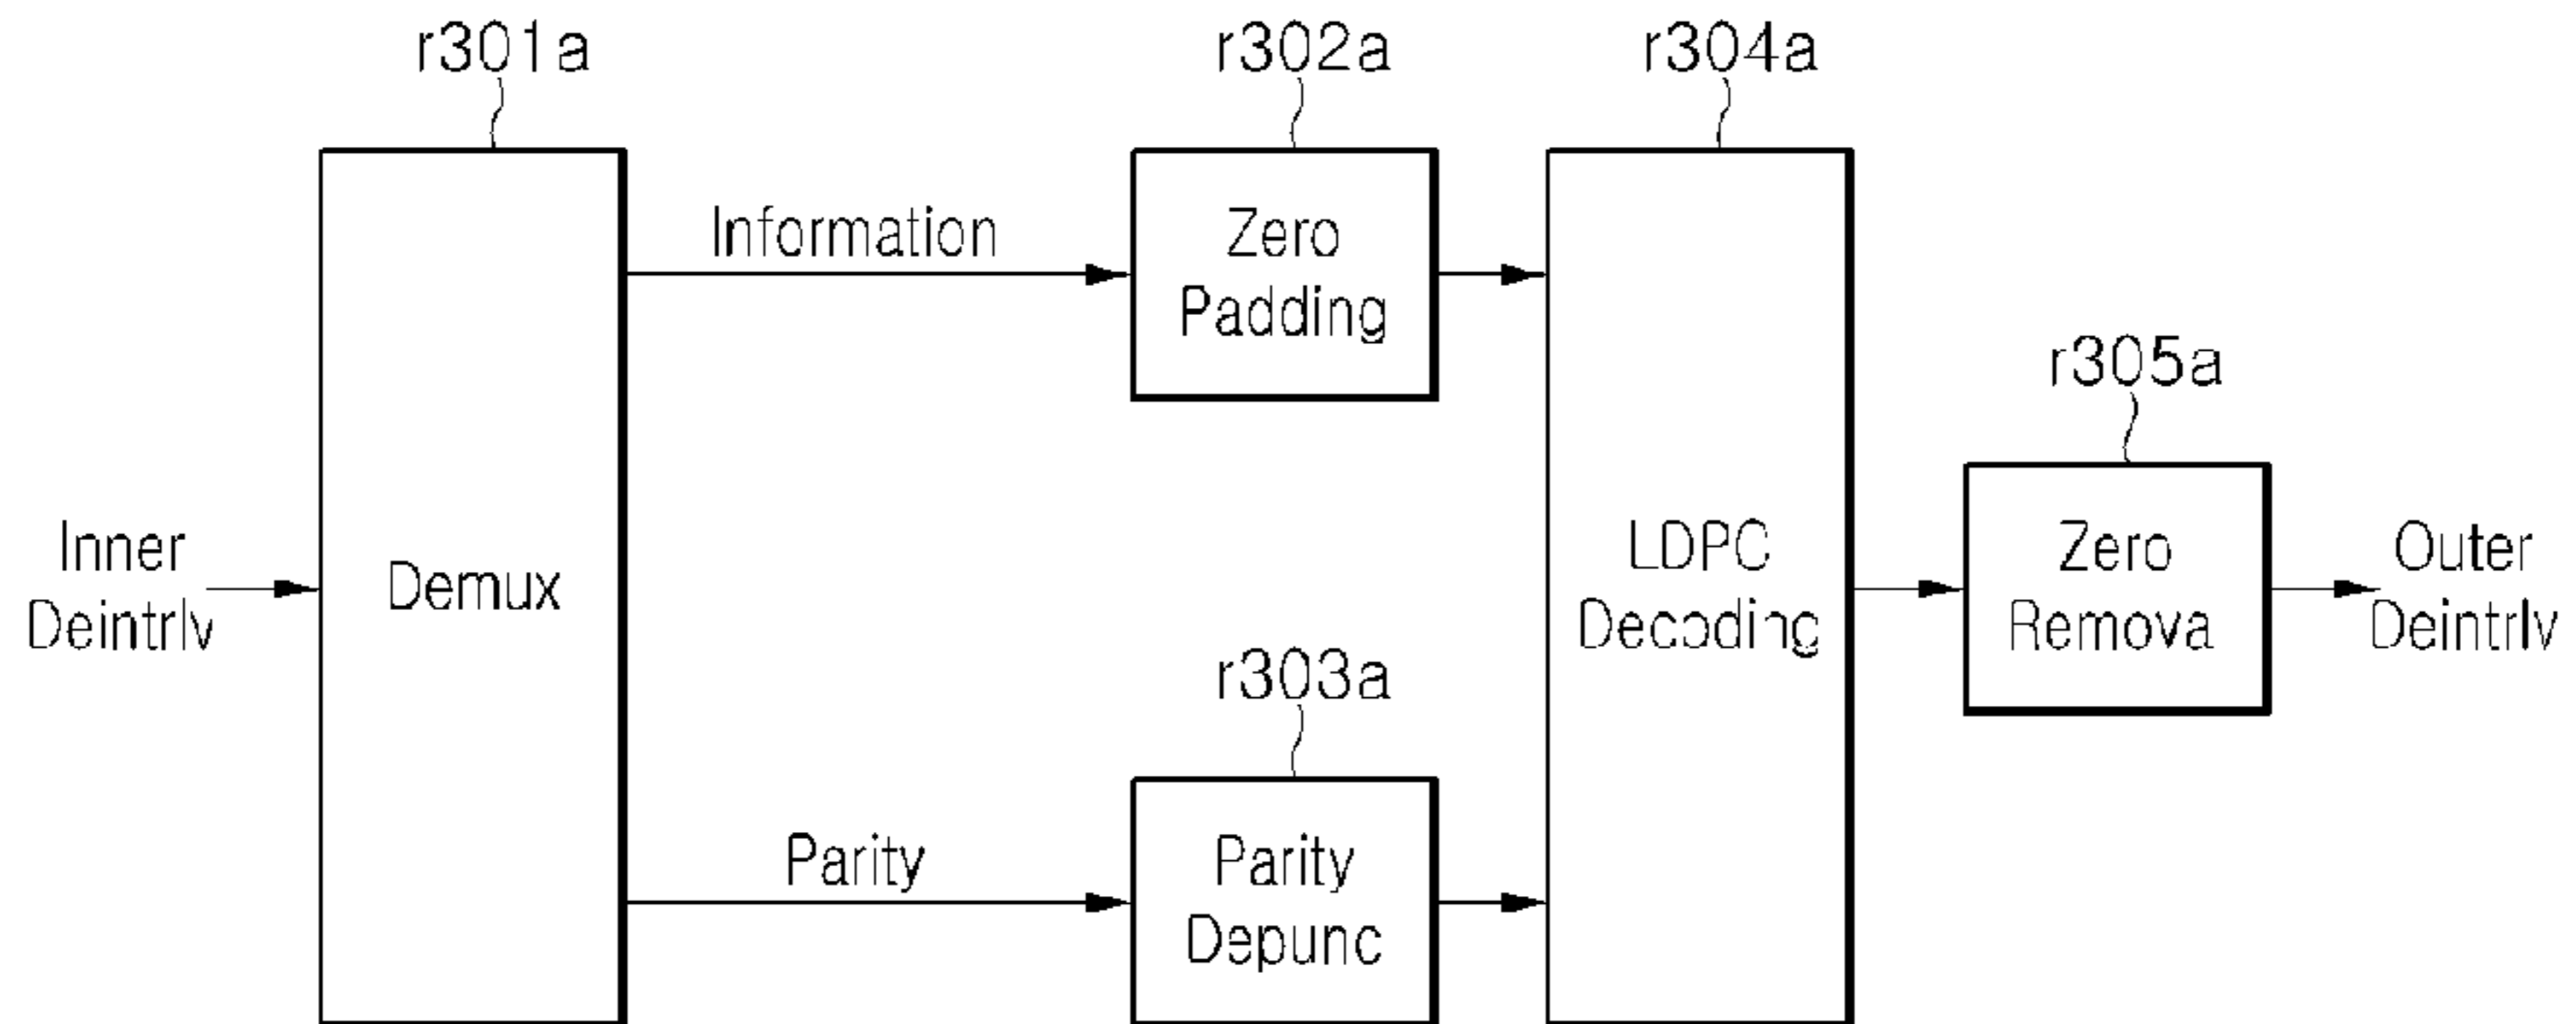 r301a
r302a
r304a
Information
Zero
Padding
r305a
Inner
Deintrlv
Demux
LDPC
Decoding
Zero
Remova
Outer
Deintrlv
r303a
Parity
Parity
Depunc